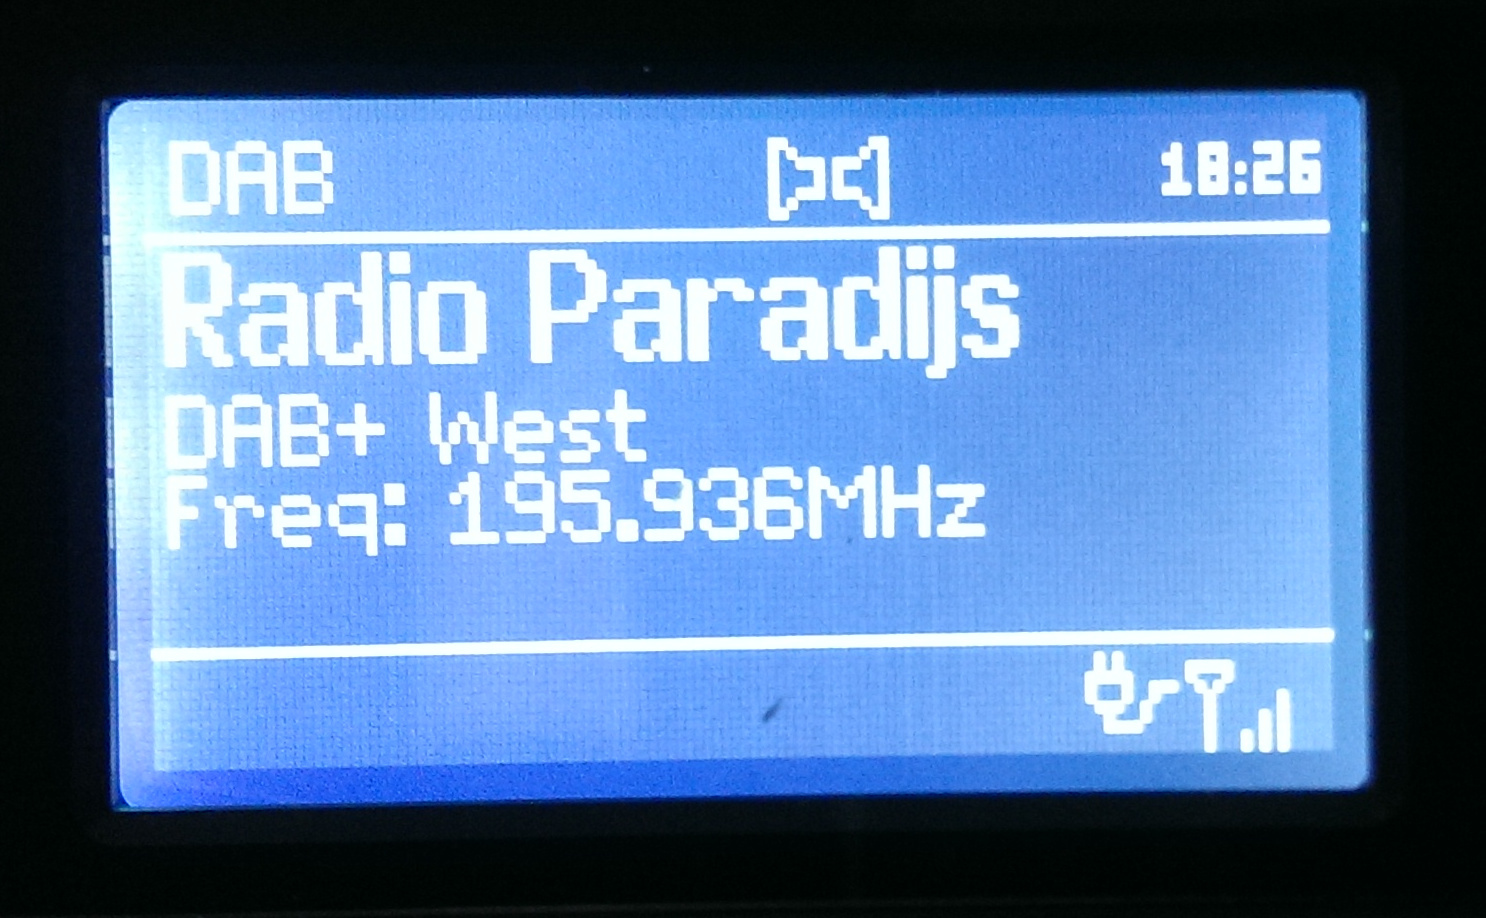 DAB 18:26
Radio Paradijs
DAB+ West
Freq: 195.936MHz